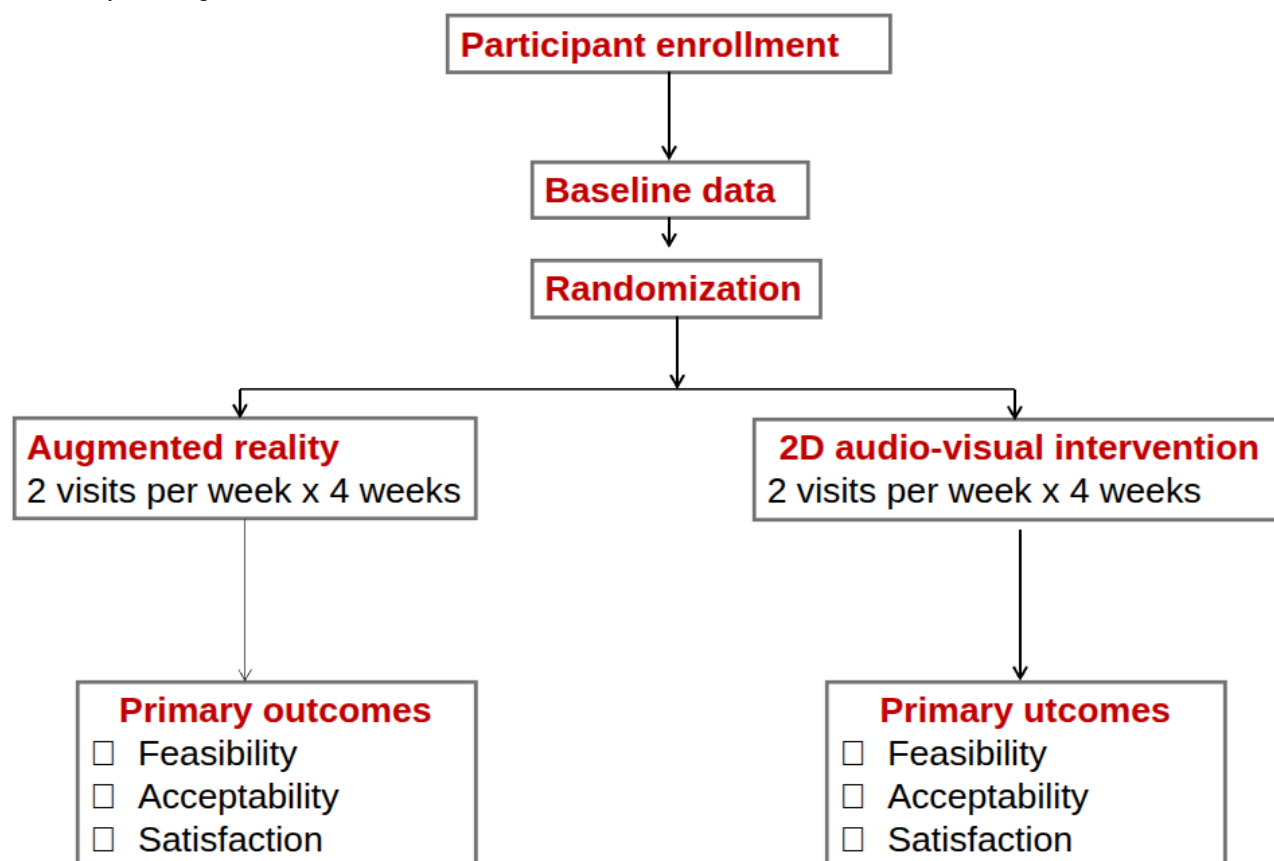 Participant enrollment
Baseline data
Randomization
Augmented reality
2 visits per week x 4 weeks
2D audio-visual intervention
2 visits per week x 4 weeks
Primary outcomes
Feasibility
Acceptability
Satisfaction
Primary utcomes
Feasibility
Acceptability
Satisfaction